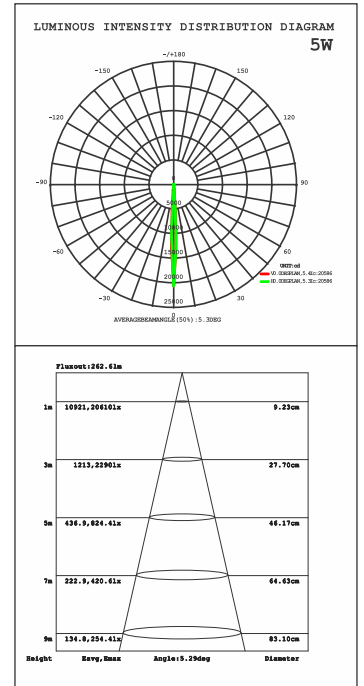 LUMINOUS INTENSITY DISTRIBUTION DIAGRAM
5W
-/+180
-150 150
-120 120
-90 90
-60 60
-30 30
0
0
5000
10000
15000
20000
25000
UNIT:cd
AVERAGEBEAMANGLE(50%):5.3DEG
Fluxout:262.6lm
1m 10921,20610lx 9.23cm
3m 1213,2290lx 27.70cm
5m 436.9,824.4lx 46.17cm
7m 222.9,420.6lx 64.63cm
9m 134.8,254.4lx 83.10cm
Height Eavg,Emax Angle:5.29deg Diameter